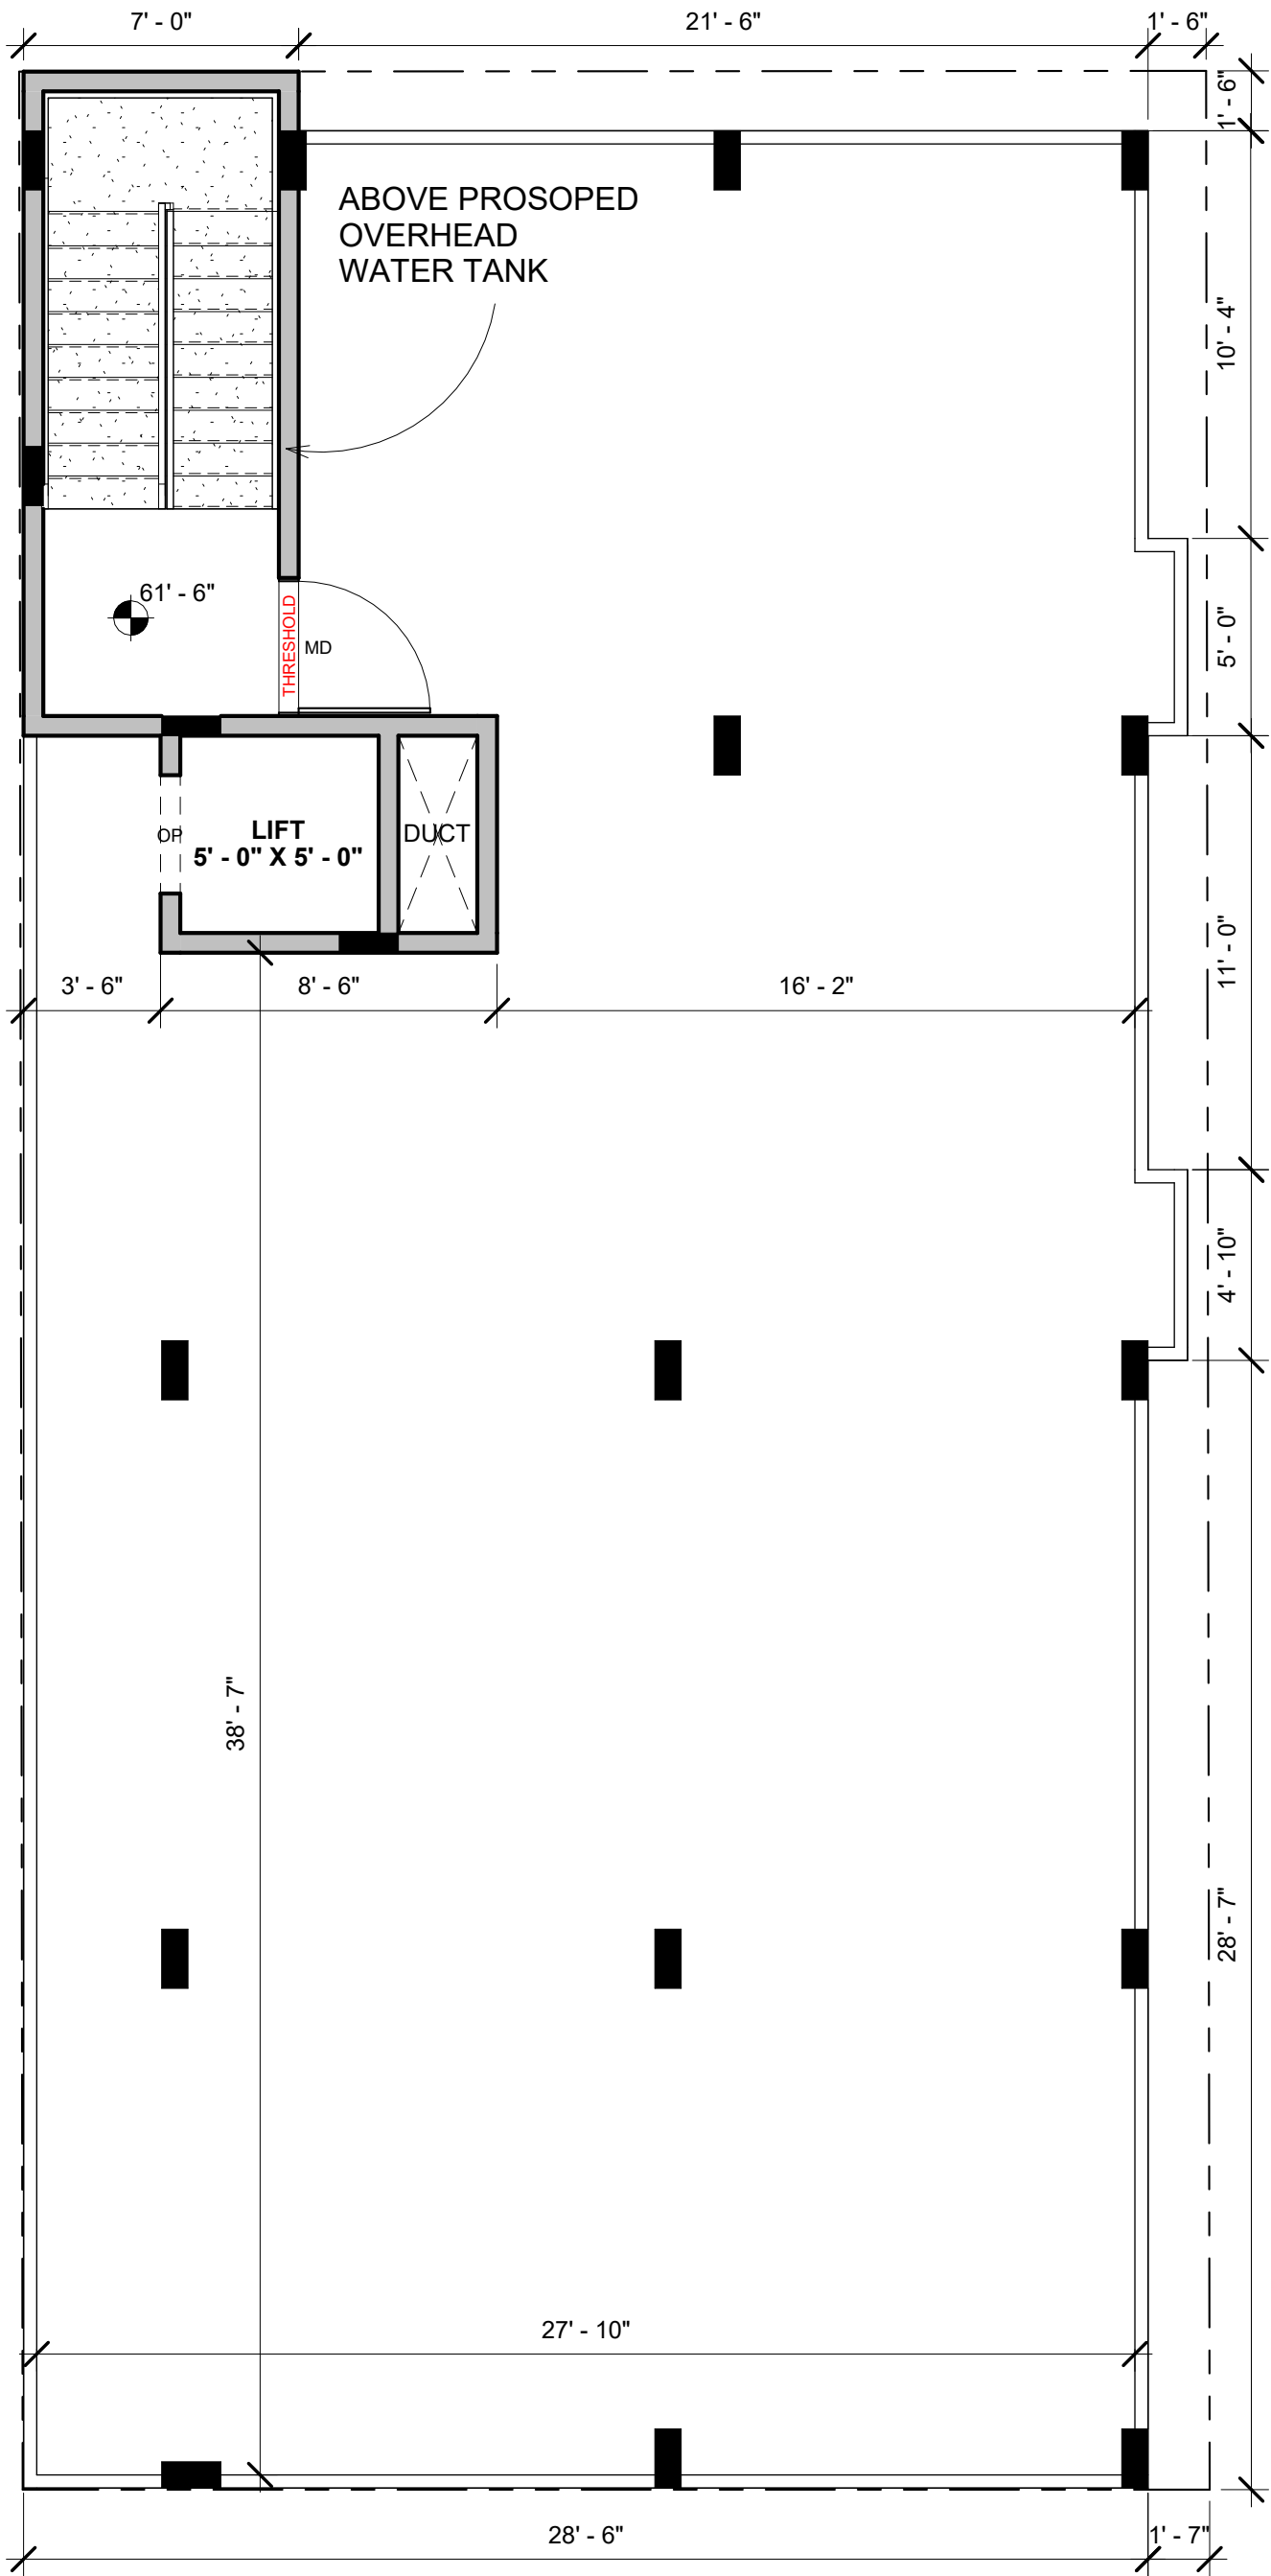 7' - 0"
21' - 6"
1' - 6"
1' - 6"
ABOVE PROSOPED
OVERHEAD
WATER TANK
10' - 4"
61' - 6"
THRESHOLD
MD
5' - 0"
OP
LIFT
5' - 0" X 5' - 0"
DUCT
11' - 0"
3' - 6"
8' - 6"
16' - 2"
4' - 10"
38' - 7"
28' - 7"
27' - 10"
28' - 6"
1' - 7"